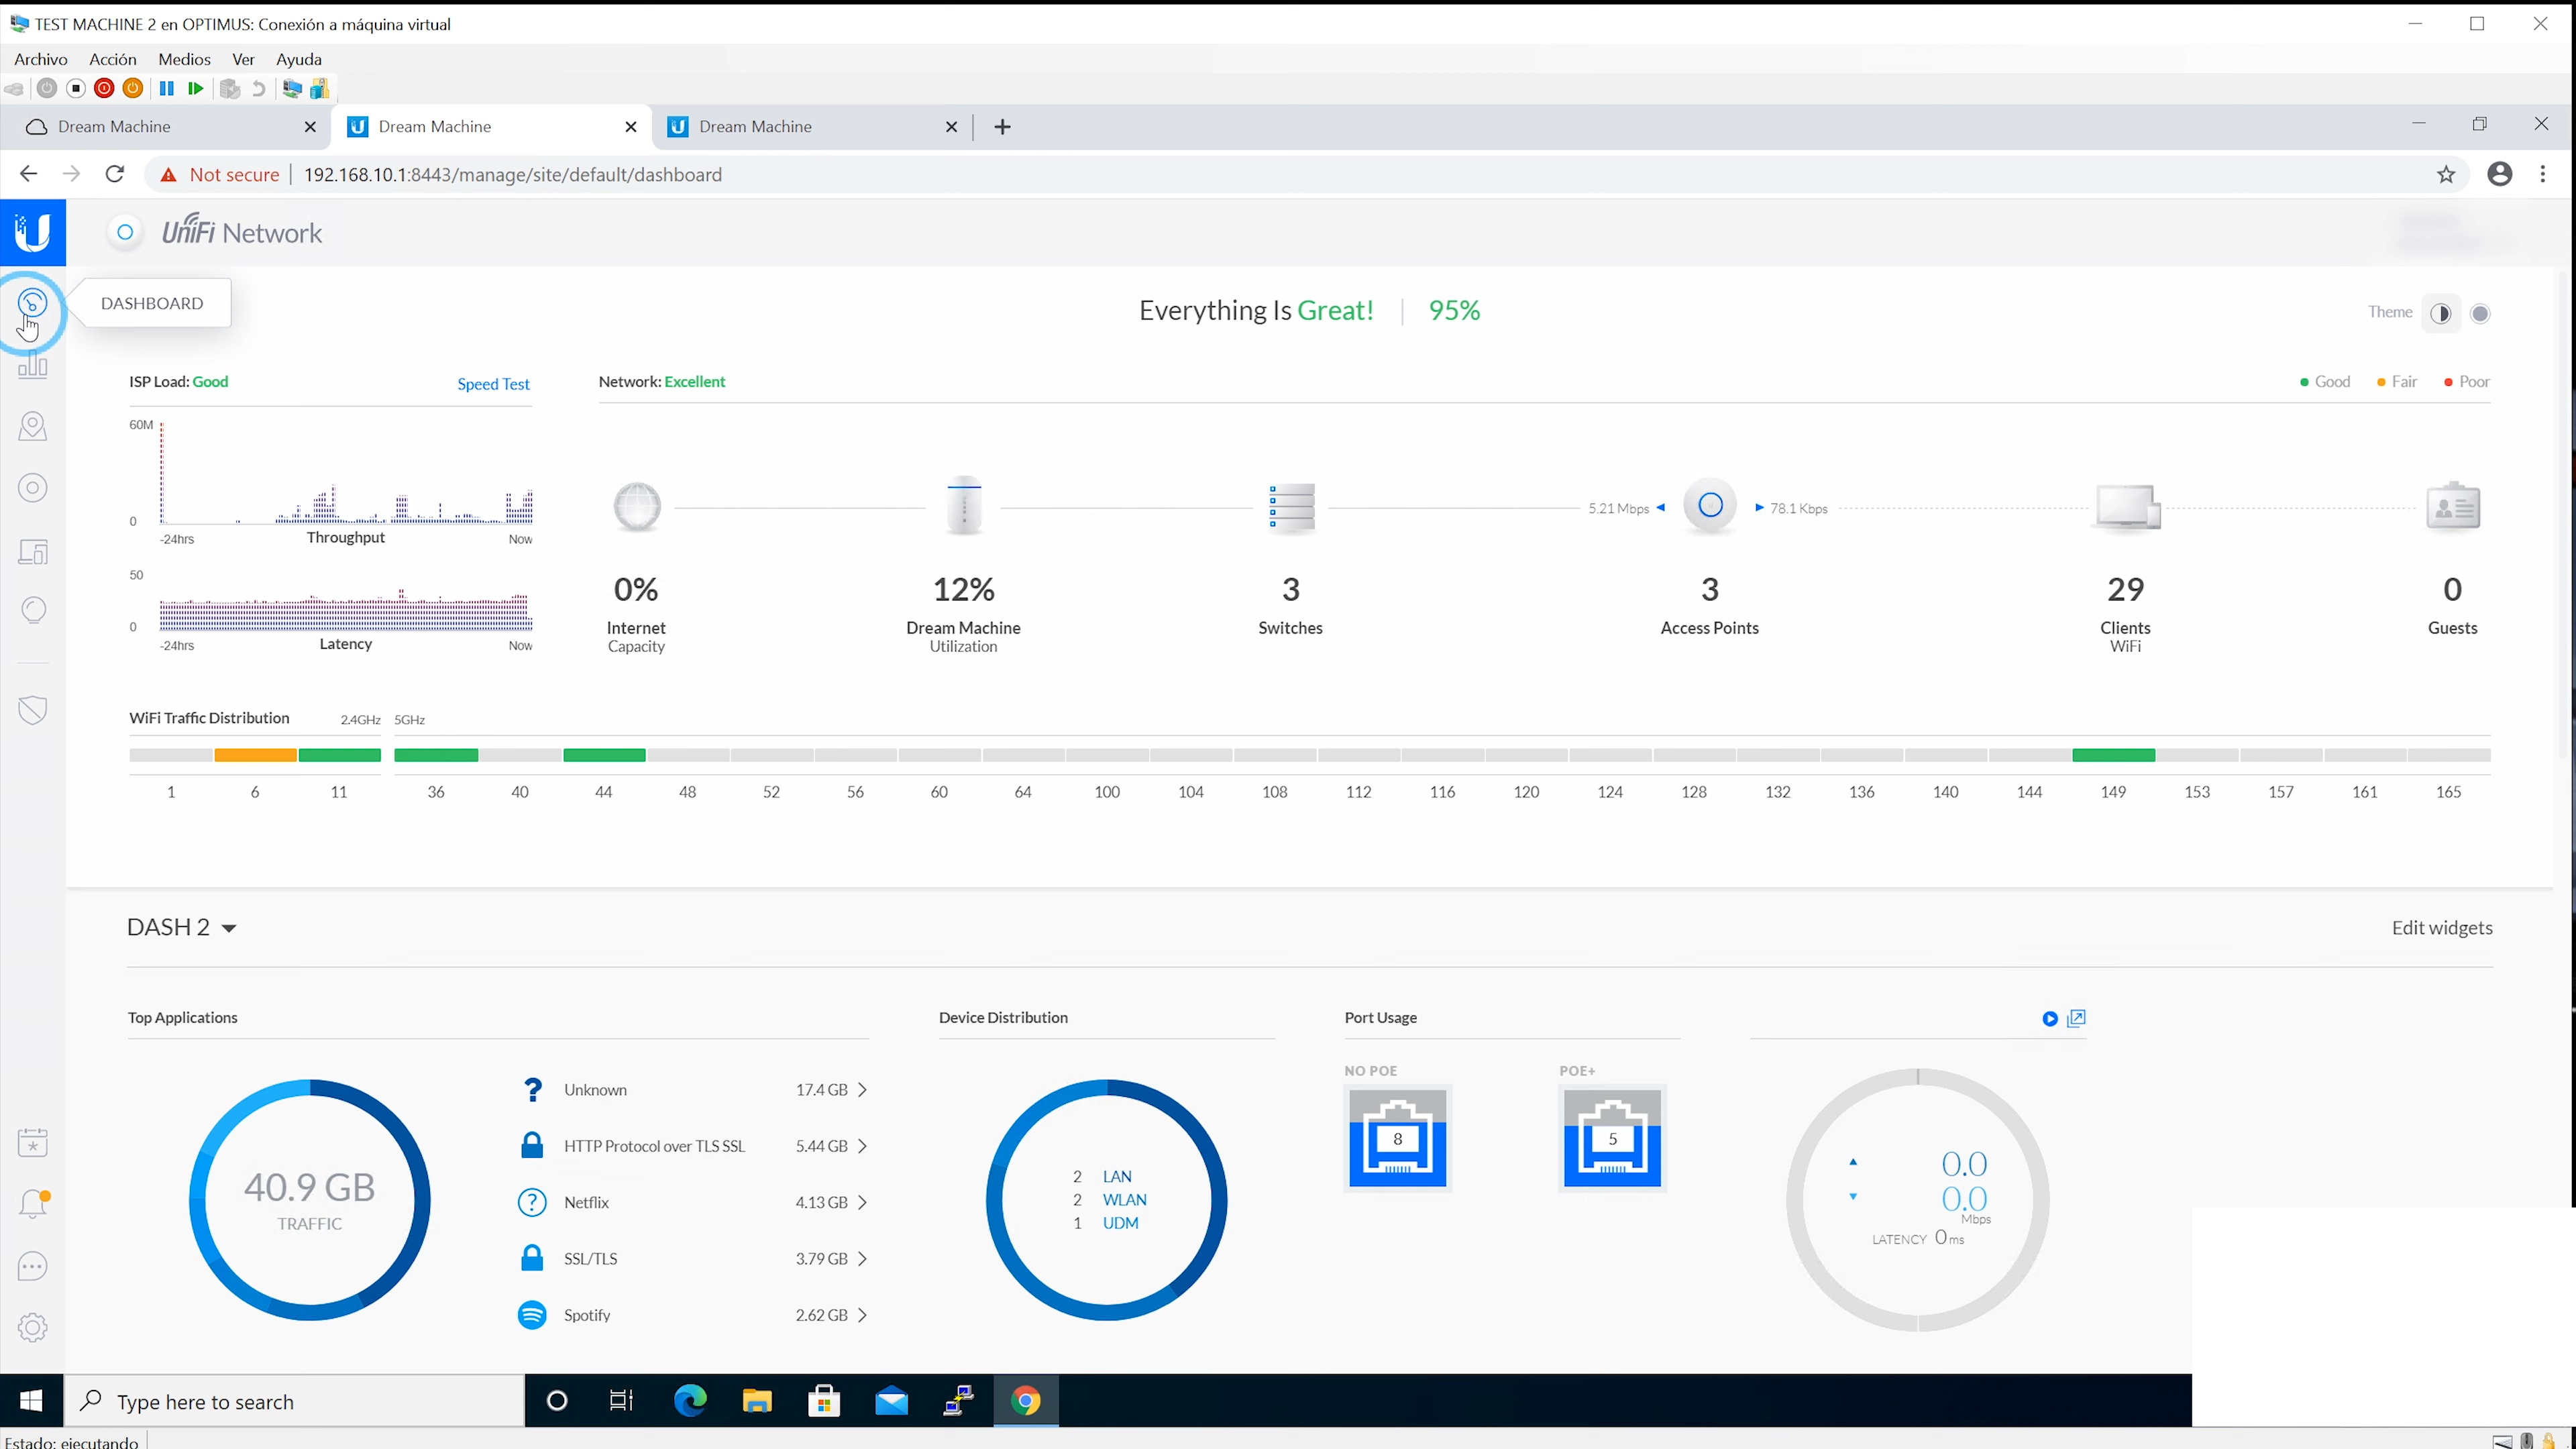 TEST MACHINE 2 en OPTIMUS: Conexión a máquina virtual
Archivo Acción Medios Ver Ayuda
Dream Machine Dream Machine Dream Machine
Not secure 192.168.10.1:8443/manage/site/default/dashboard
UniFi Network
DASHBOARD
Everything Is Great! 95%
Theme
ISP Load: Good Speed Test
Network: Excellent
Good Fair Poor
60M
0
-24hrs Throughput Now
50
0
-24hrs Latency Now
5.21 Mbps 78.1 Kbps
0% 12% 3 3 29 0
Internet Dream Machine Switches Access Points Clients Guests
Capacity Utilization WiFi
WiFi Traffic Distribution 2.4GHz 5GHz
1 6 11 36 40 44 48 52 56 60 64 100 104 108 112 116 120 124 128 132 136 140 144 149 153 157 161 165
DASH 2 Edit widgets
Top Applications
40.9 GB
TRAFFIC
Unknown 17.4 GB
HTTP Protocol over TLS SSL 5.44 GB
Netflix 4.13 GB
SSL/TLS 3.79 GB
Spotify 2.62 GB
Device Distribution
2 LAN
2 WLAN
1 UDM
Port Usage
NO POE POE+
8 5
0.0
0.0
Mbps
LATENCY 0 ms
Type here to search
Estado: ejecutando